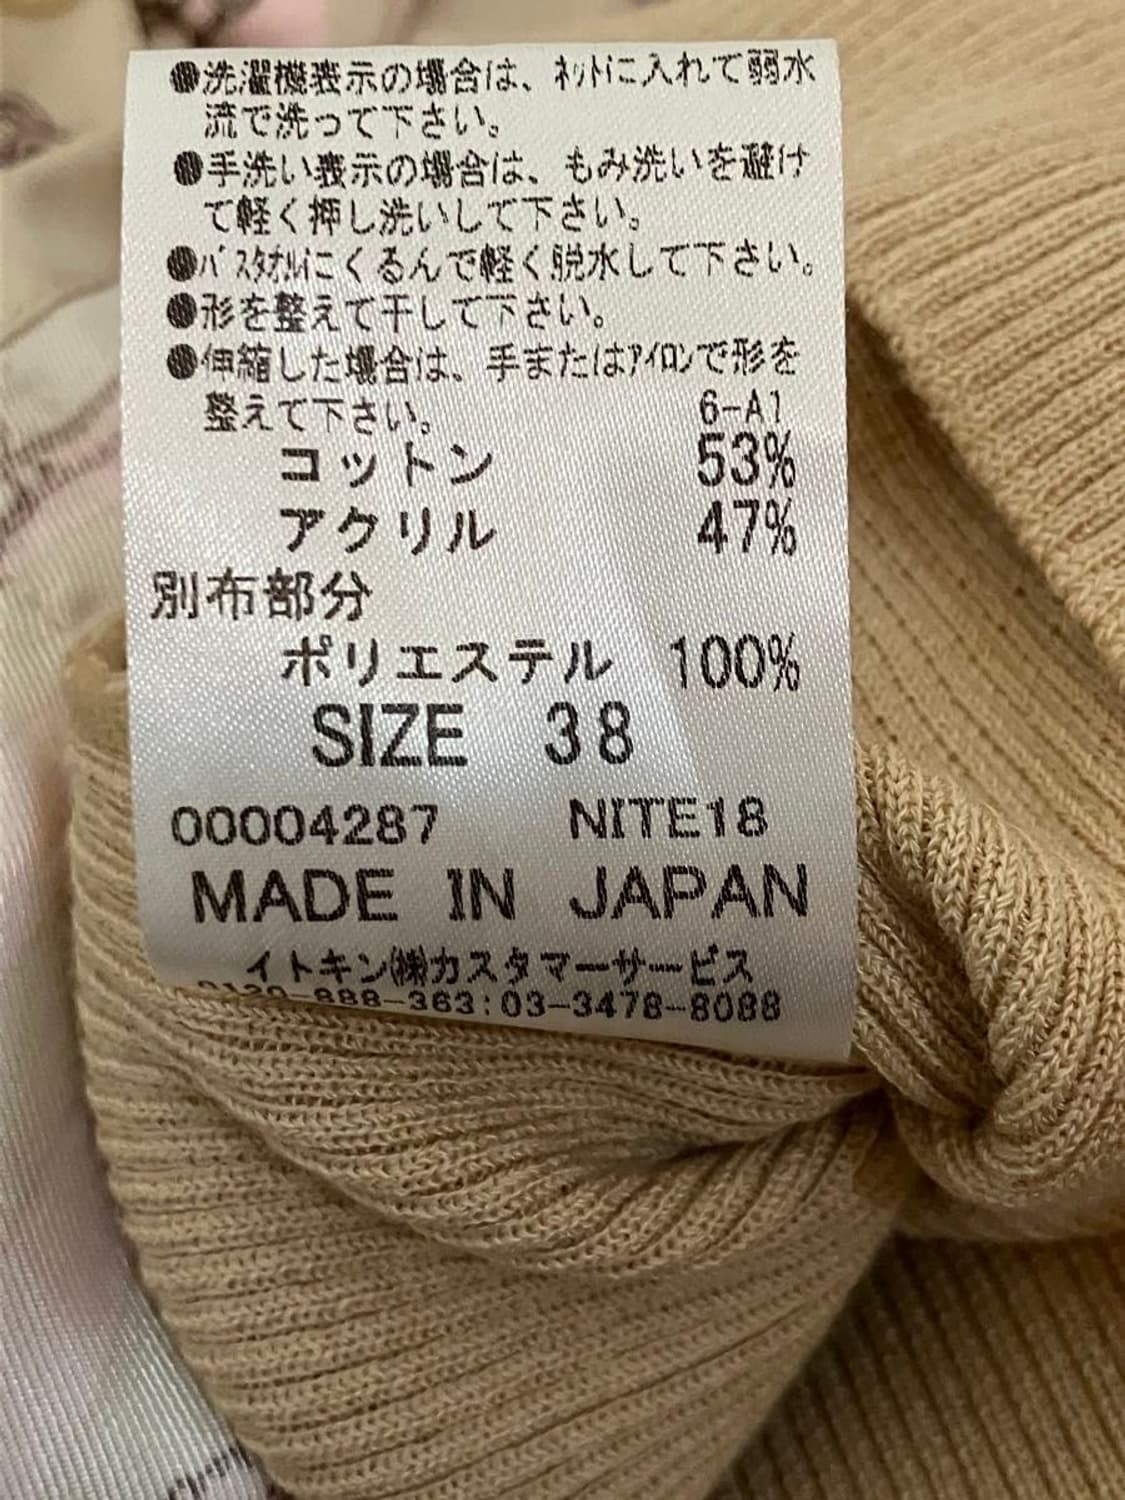 ●洗濯機表示の場合は、ﾈｯﾄに入れて弱水
流で洗って下さい。
●手洗い表示の場合は、もみ洗いを避け
て軽く押し洗いして下さい。
●ﾊﾞｽﾀｵﾙにくるんで軽く脱水して下さい。
●形を整えて干して下さい。
●伸縮した場合は、手またはｱｲﾛﾝで形を
整えて下さい。 6-A1
コットン 53%
アクリル 47%
別布部分
ポリエステル 100%
SIZE 38
00004287 NITE18
MADE IN JAPAN
イトキン㈱カスタマーサービス
0120-888-363:03-3478-8088